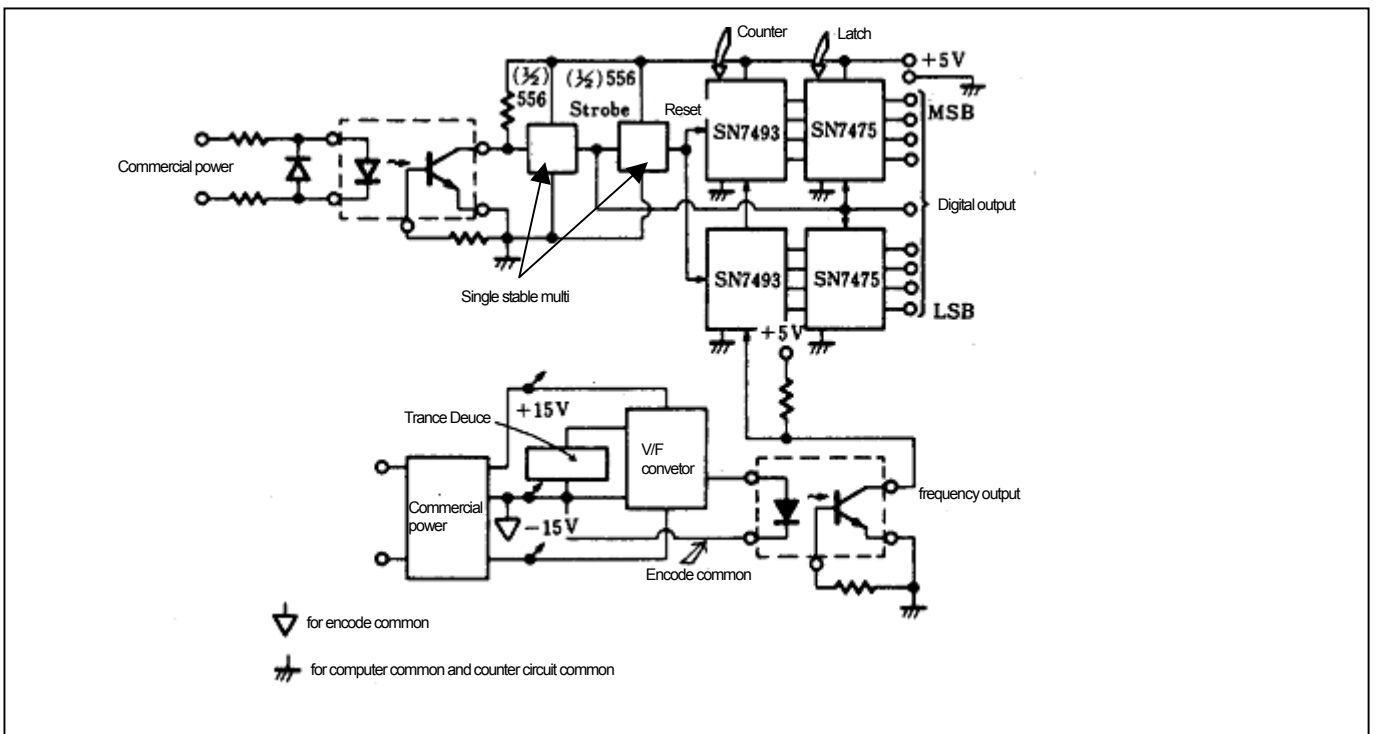 Counter
Latch
+5V
(½)
556
(½)556
Strobe
Reset
SN7493
SN7475
MSB
Commercial power
Digital output
Single stable multi
SN7493
SN7475
LSB
+5V
+15V
Trance Deuce
V/F
convetor
Commercial
power
-15V
frequency output
Encode common
for encode common
for computer common and counter circuit common